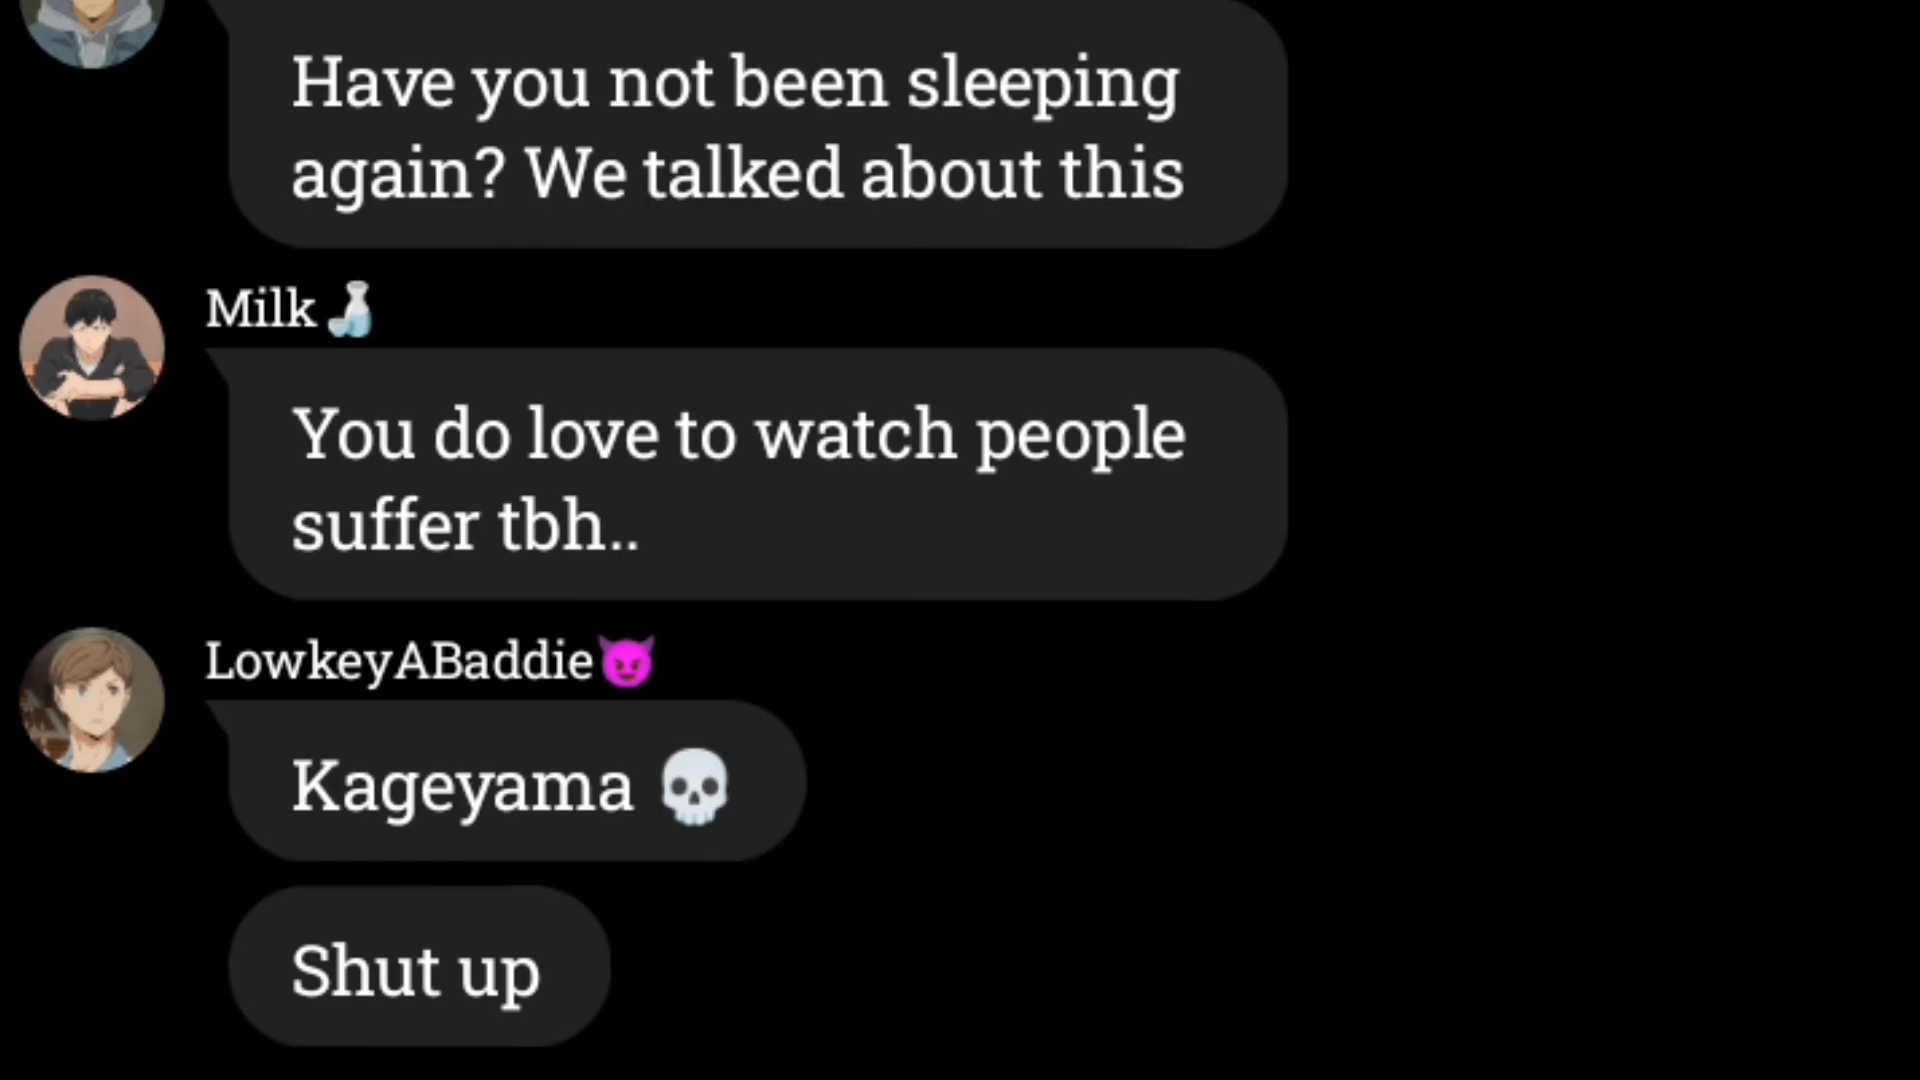 Have you not been sleeping
again? We talked about this
Milk🍶
You do love to watch people
suffer tbh..
LowkeyABaddie😈
Kageyama 💀
Shut up